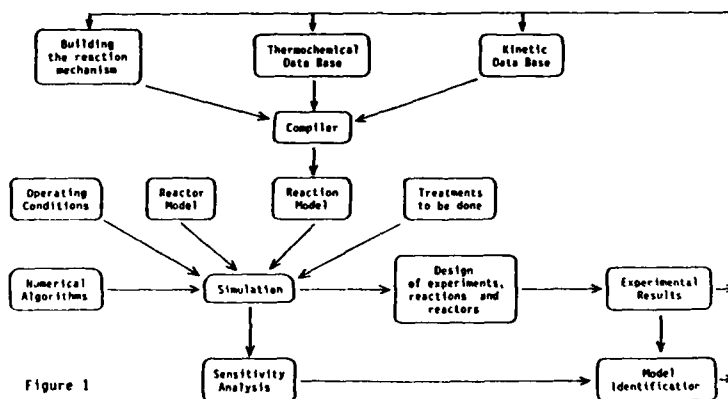 Building
the reaction
mechanism
Thermochemical
Data Base
Kinetic
Data Base
Compiler
Operating
Conditions
Reactor
Model
Reaction
Model
Treatments
to be done
Numerical
Algorithms
Simulation
Design
of experiments,
reactions and
reactors
Experimental
Results
Sensitivity
Analysis
Model
Identification
Figure 1